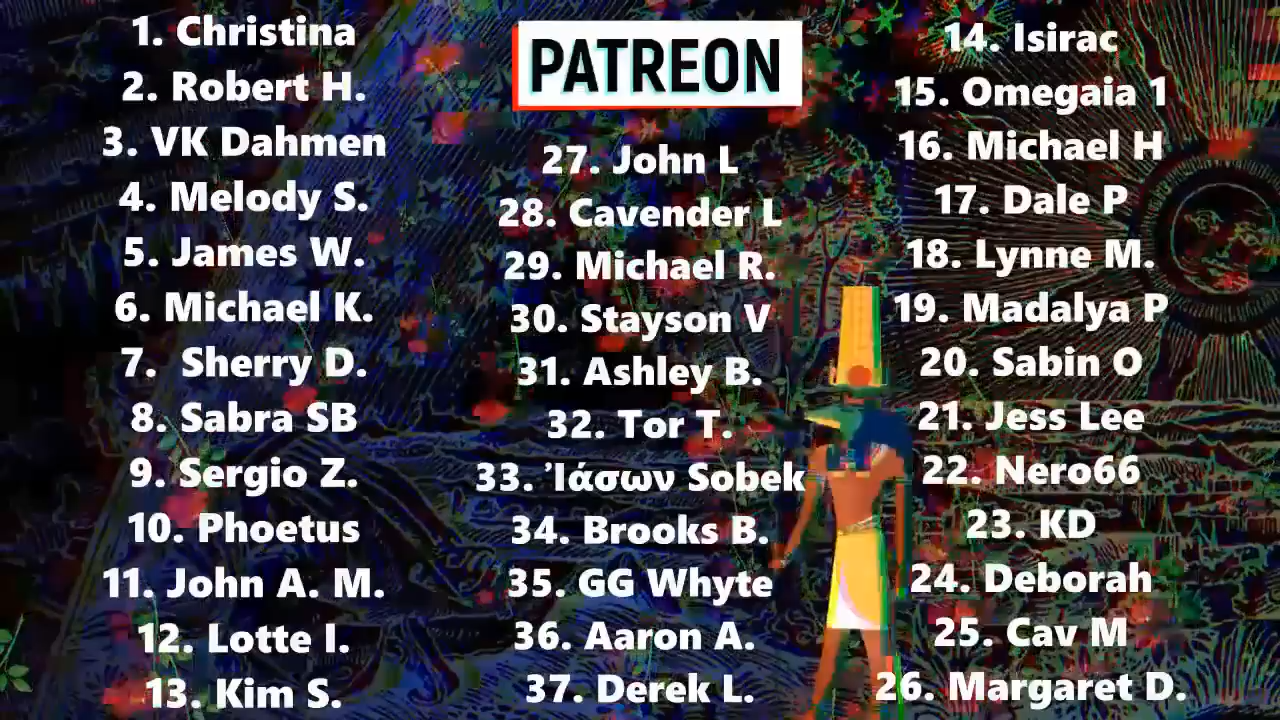 PATREON
1. Christina
2. Robert H.
3. VK Dahmen
4. Melody S.
5. James W.
6. Michael K.
7. Sherry D.
8. Sabra SB
9. Sergio Z.
10. Phoetus
11. John A. M.
12. Lotte I.
13. Kim S.
14. Isirac
15. Omegaia 1
16. Michael H
17. Dale P
18. Lynne M.
19. Madalya P
20. Sabin O
21. Jess Lee
22. Nero66
23. KD
24. Deborah
25. Cav M
26. Margaret D.
27. John L
28. Cavender L
29. Michael R.
30. Stayson V
31. Ashley B.
32. Tor T.
33. Ἰάσων Sobek
34. Brooks B.
35. GG Whyte
36. Aaron A.
37. Derek L.